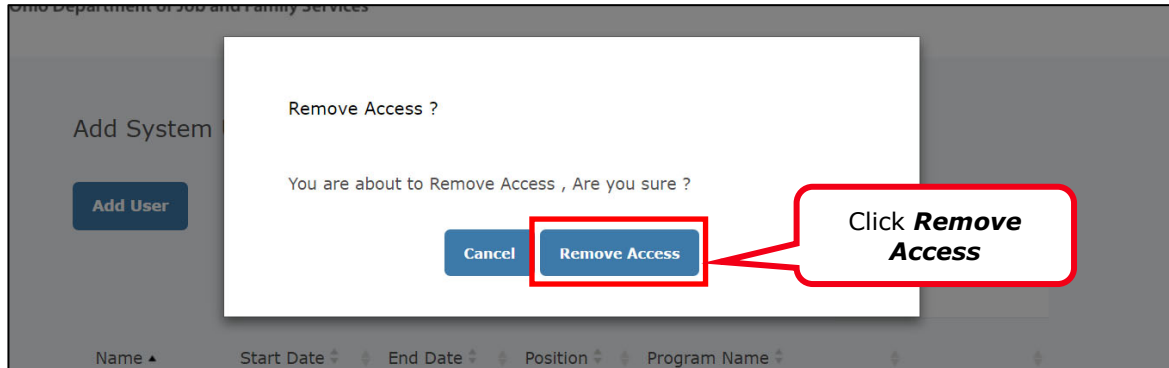 Ohio Department of Job and Family Services
Remove Access ?
Add System
You are about to Remove Access , Are you sure ?
Add User
Cancel
Remove Access
Click Remove
Access
Name Start Date End Date Position Program Name